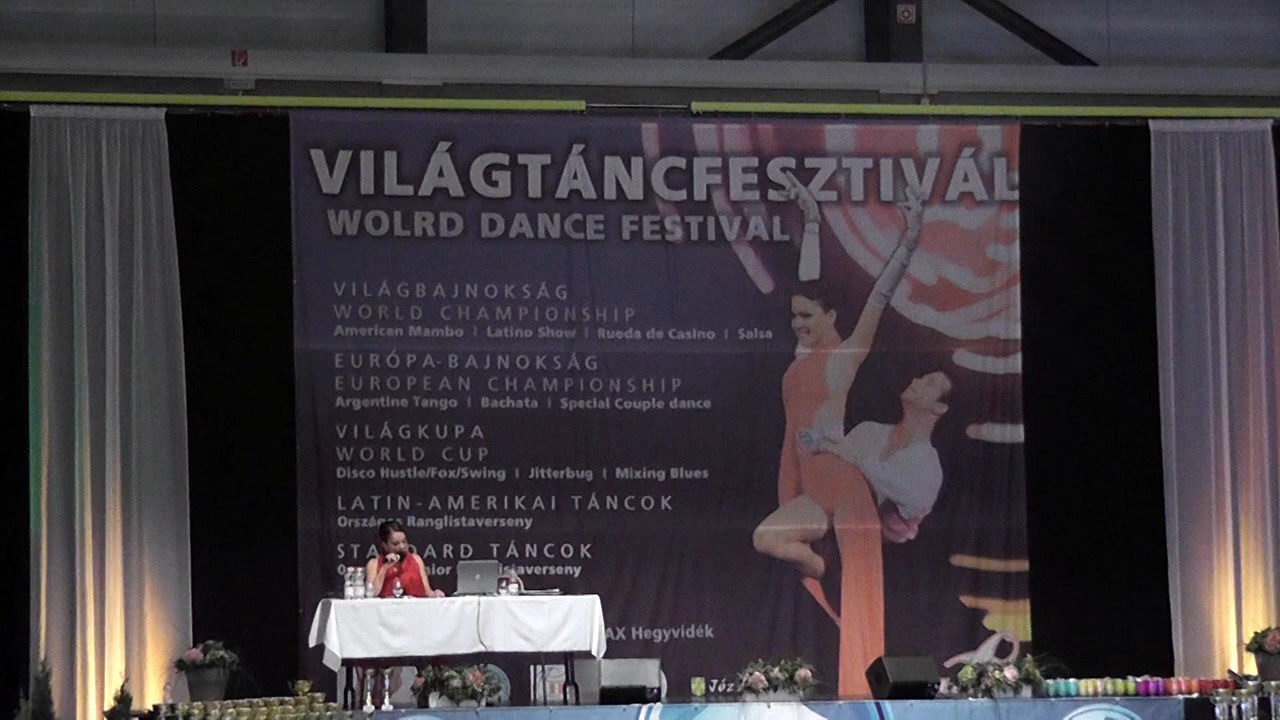 VILÁGTÁNCFESZTIVÁL
WOLRD DANCE FESTIVAL
VILÁGBAJNOKSÁG
WORLD CHAMPIONSHIP
American Mambo | Latino Show | Rueda de Casino | Salsa
EURÓPA-BAJNOKSÁG
EUROPEAN CHAMPIONSHIP
Argentine Tango | Bachata | Special Couple dance
VILÁGKUPA
WORLD CUP
Disco Hustle/Fox/Swing | Jitterbug | Mixing Blues
LATIN-AMERIKAI TÁNCOK
Ranglistaverseny
TÁNCOK
Hegyvidék